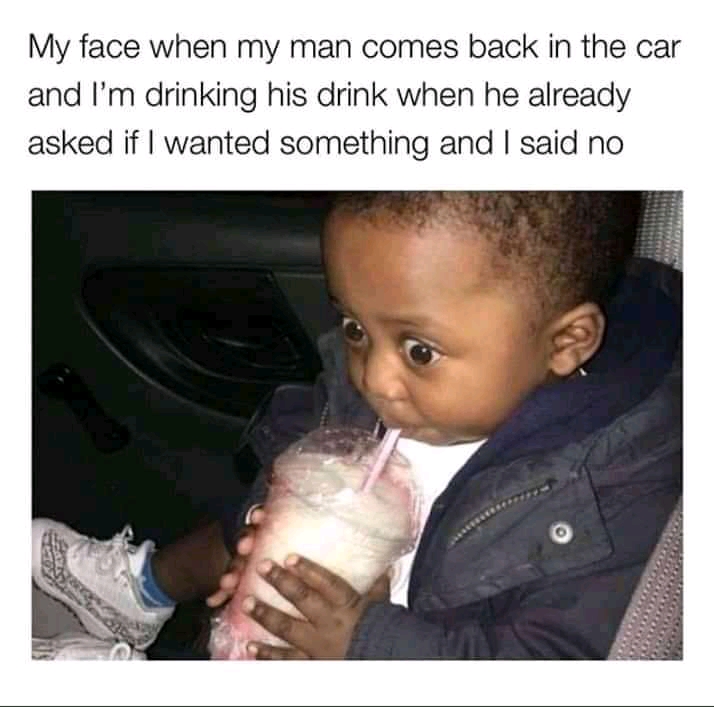 My face when my man comes back in the car
and I’m drinking his drink when he already
asked if I wanted something and I said no